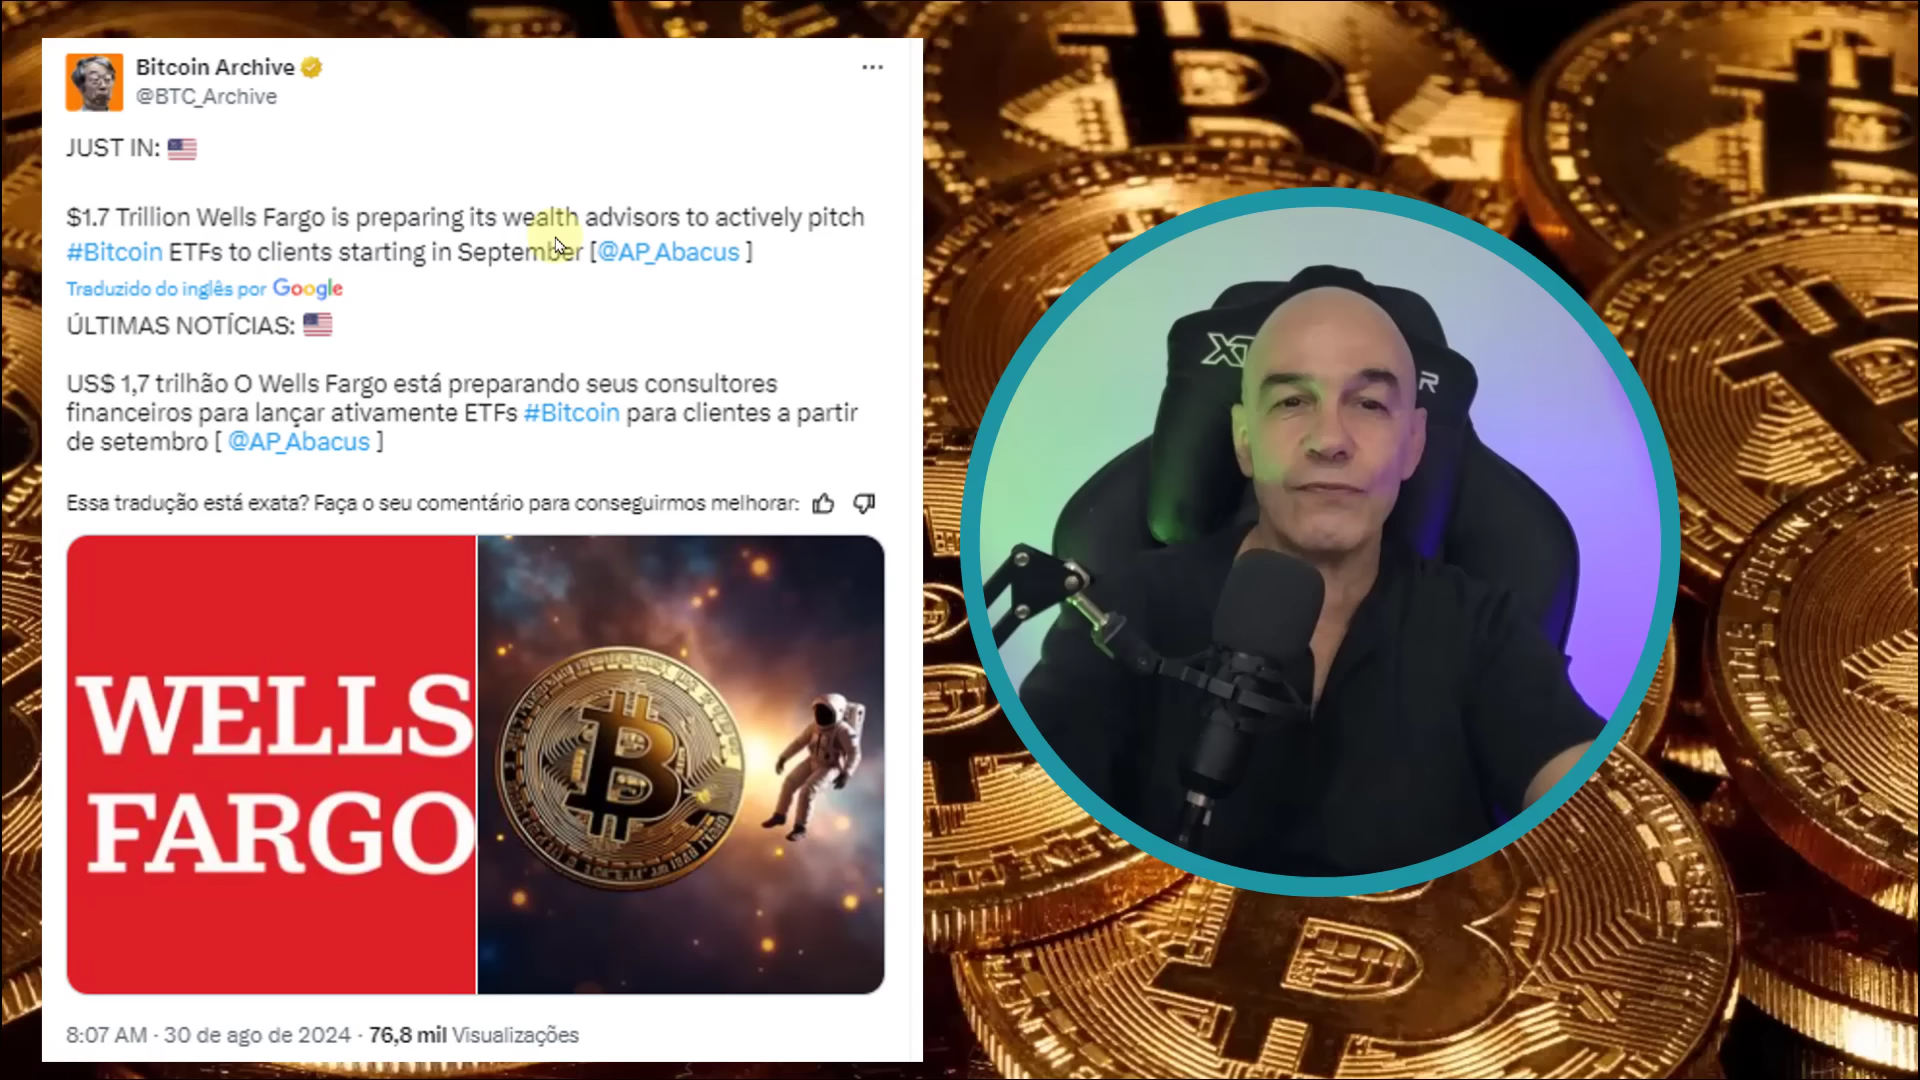 Bitcoin Archive
@BTC_Archive
JUST IN:
$1.7 Trillion Wells Fargo is preparing its wealth advisors to actively pitch
#Bitcoin ETFs to clients starting in September [@AP_Abacus ]
Traduzido do inglês por Google
ÚLTIMAS NOTÍCIAS:
US$ 1,7 trilhão O Wells Fargo está preparando seus consultores
financeiros para lançar ativamente ETFs #Bitcoin para clientes a partir
de setembro [ @AP_Abacus ]
Essa tradução está exata? Faça o seu comentário para conseguirmos melhorar:
WELLS
FARGO
8:07 AM · 30 de ago de 2024 · 76,8 mil Visualizações